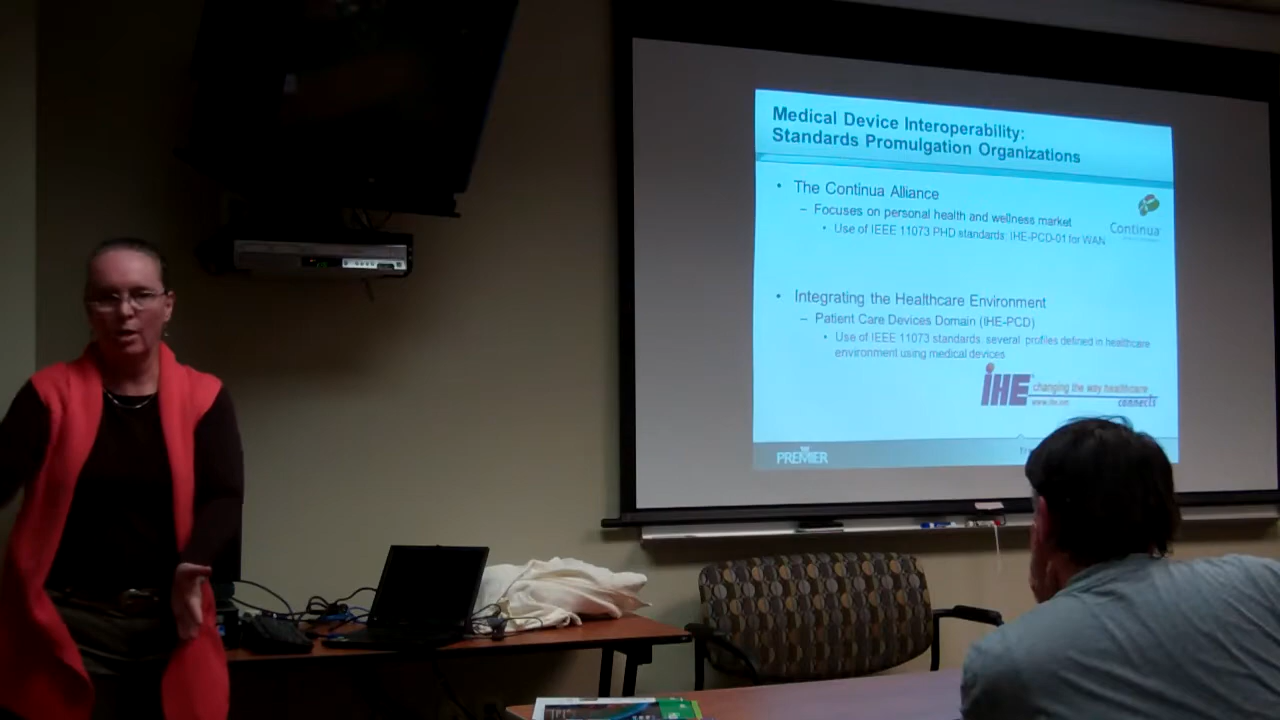 Medical Device Interoperability:
Standards Promulgation Organizations
• The Continua Alliance
– Focuses on personal health and wellness market
• Use of IEEE 11073 PHD standards: IHE-PCD-01 for WAN
Continua
• Integrating the Healthcare Environment
– Patient Care Devices Domain (IHE-PCD)
• Use of IEEE 11073 standards several profiles defined in healthcare
environment using medical devices
IHE changing the way healthcare
www.ihe.net connects
PREMIER